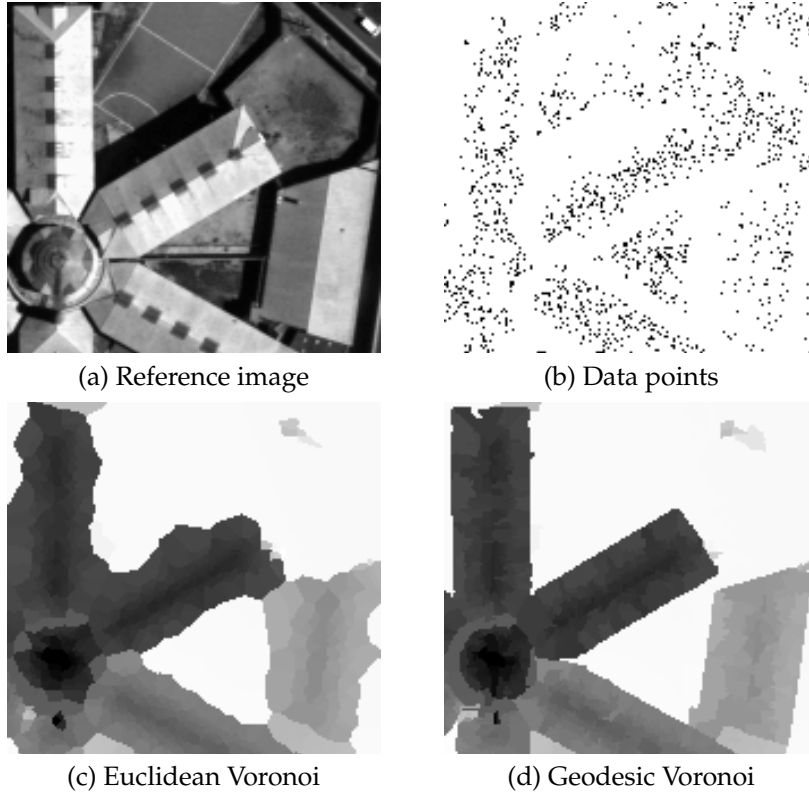 (a) Reference image
(b) Data points
(c) Euclidean Voronoi
(d) Geodesic Voronoi